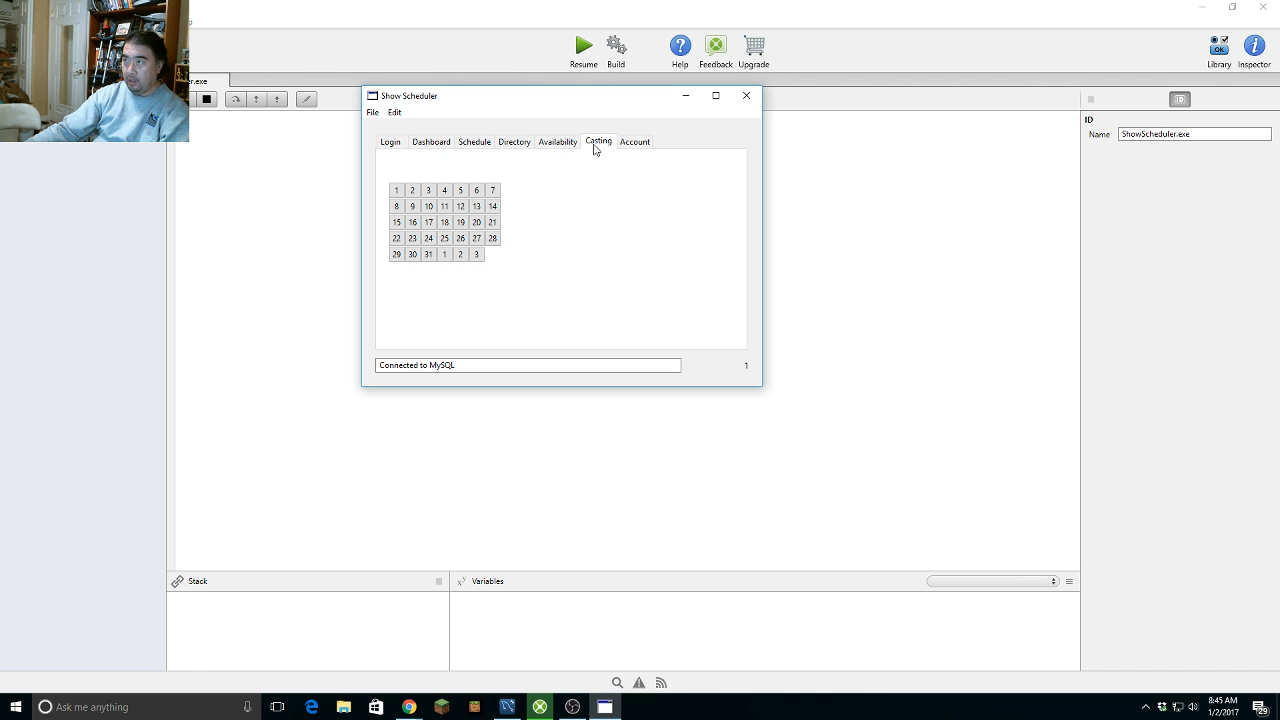 Resume Build Help Feedback Upgrade Library Inspector
er.exe
Show Scheduler
File Edit
ID
Name ShowScheduler.exe
Login Dashboard Schedule Directory Availability Casting Account
1 2 3 4 5 6 7
8 9 10 11 12 13 14
15 16 17 18 19 20 21
22 23 24 25 26 27 28
29 30 31 1 2 3
Connected to MySQL 1
Stack Variables
Ask me anything
8:45 AM
1/2/2017